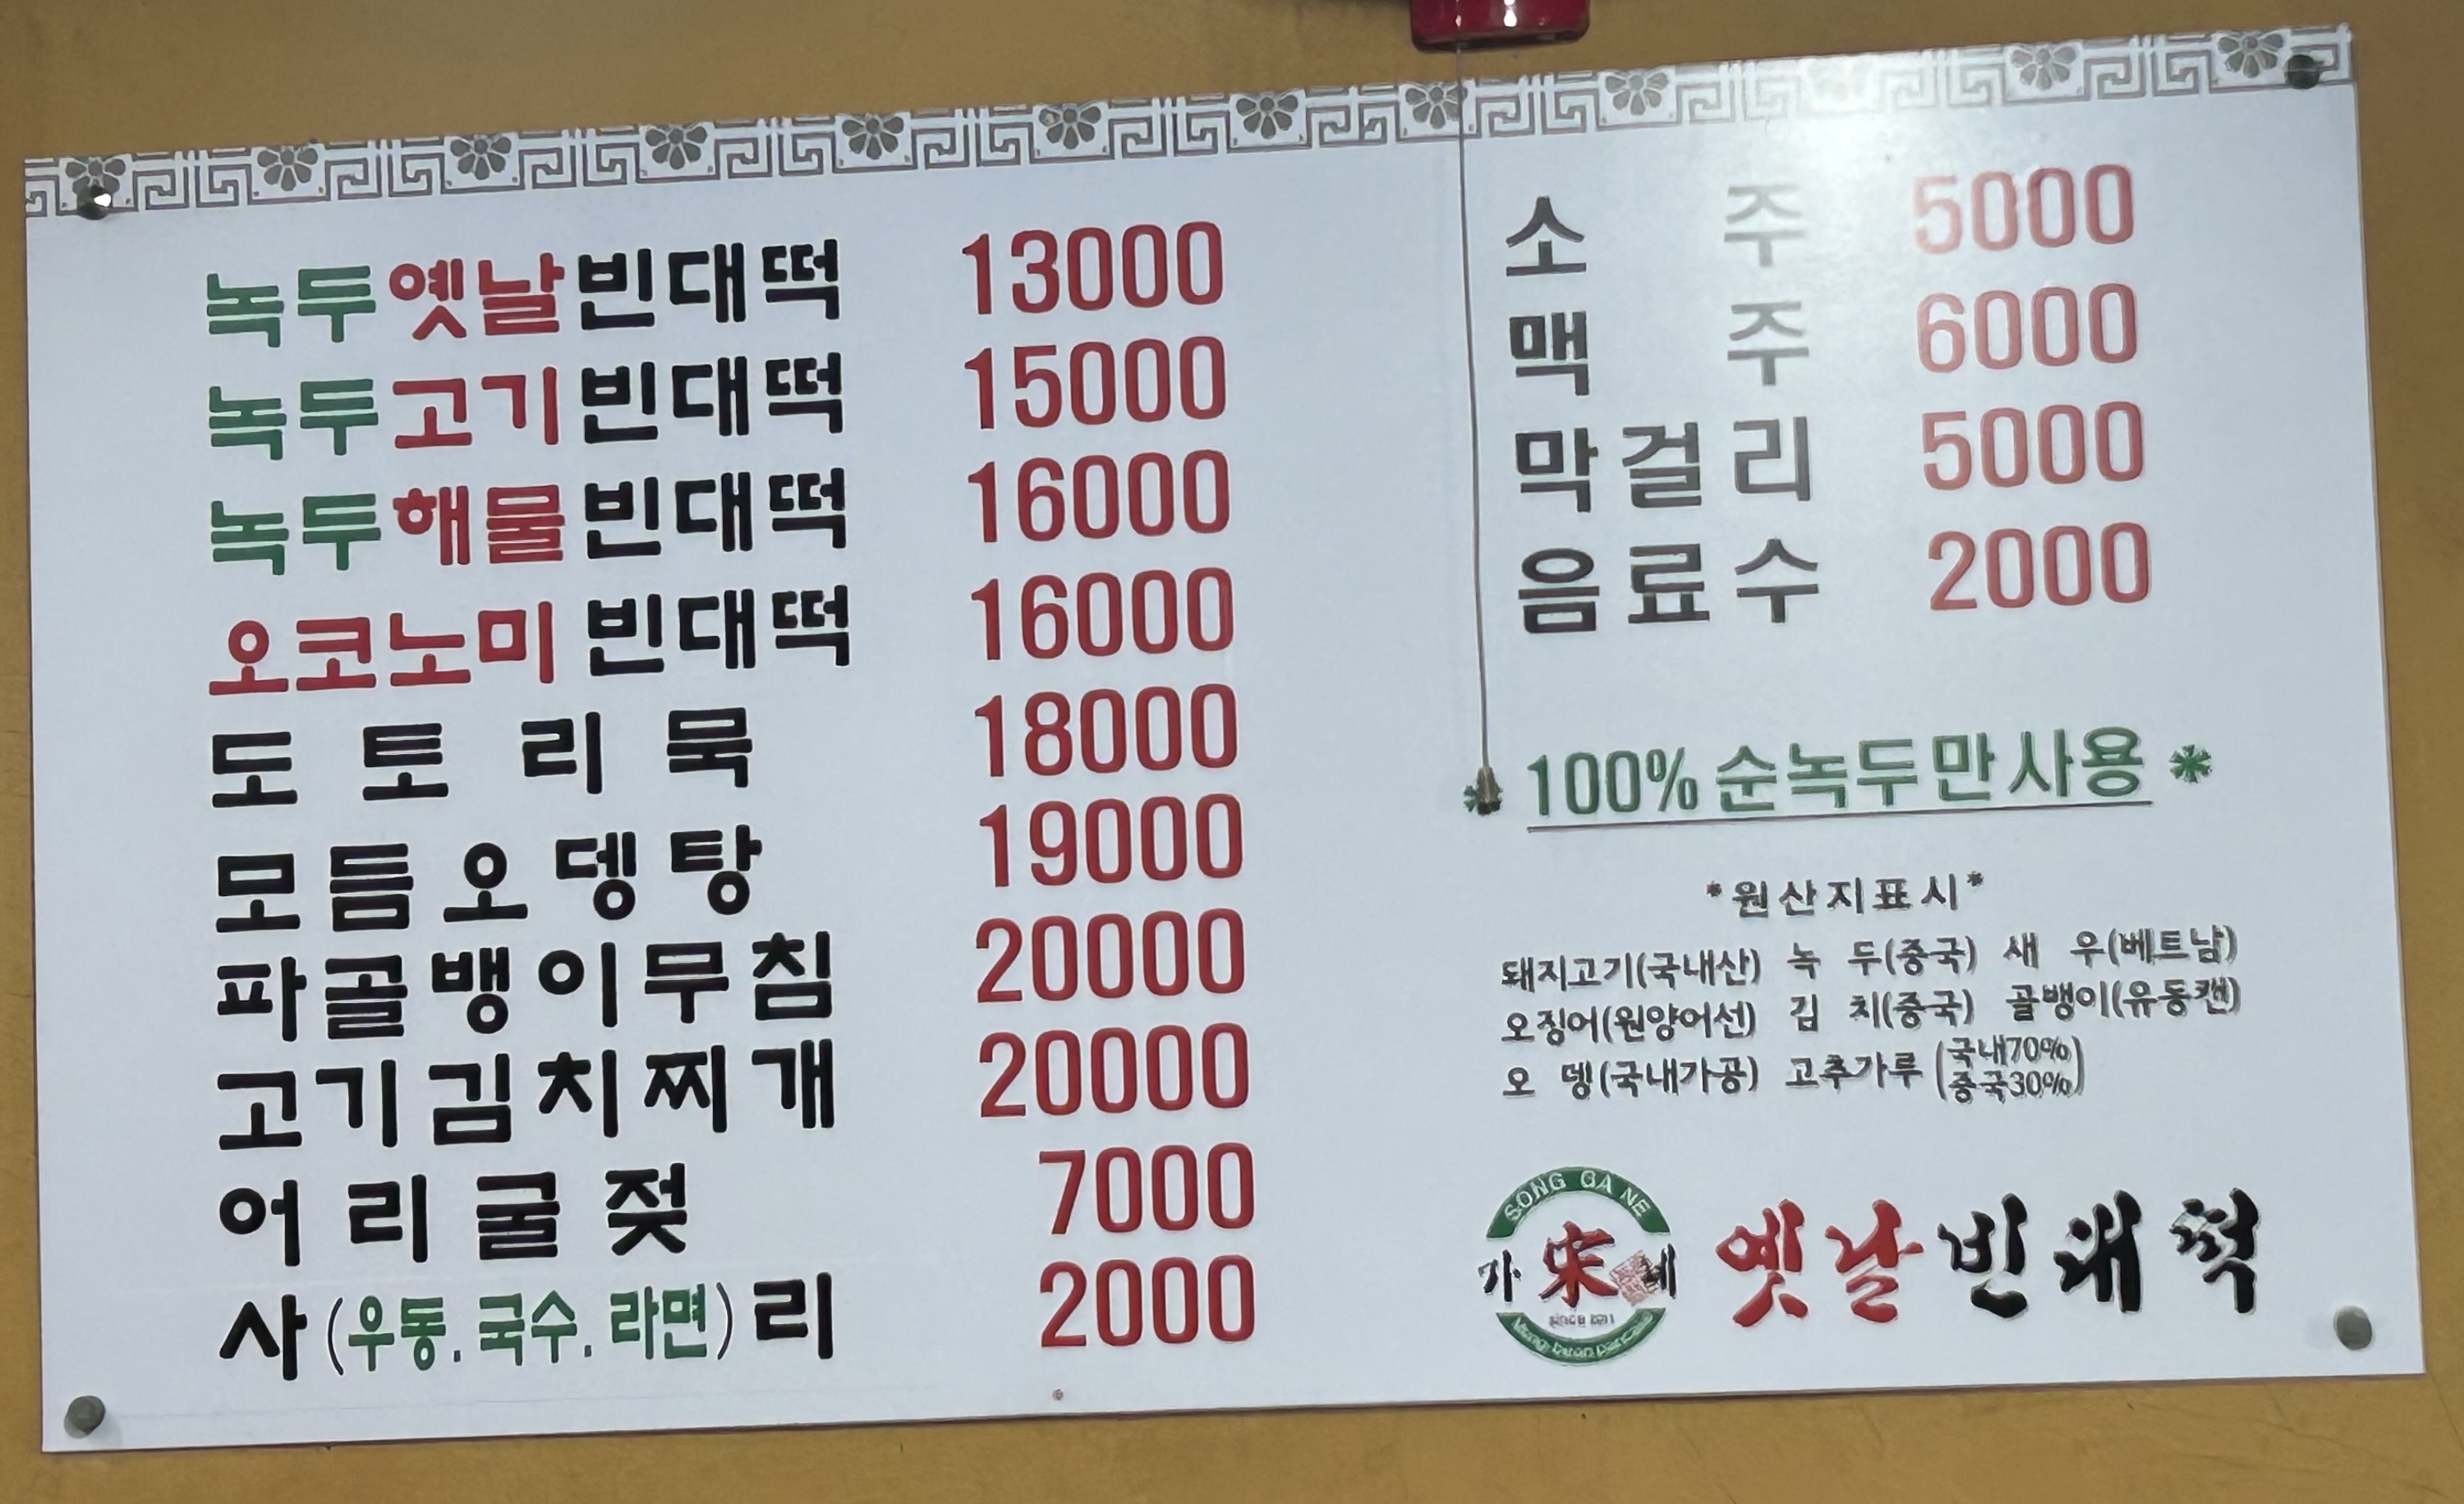 녹두옛날빈대떡 13000
녹두고기빈대떡 15000
녹두해물빈대떡 16000
오코노미빈대떡 16000
도토리묵 18000
모듬오뎅탕 19000
파골뱅이무침 20000
고기김치찌개 20000
어리굴젓 7000
사(우동.국수.라면)리 2000
소주 5000
맥주 6000
막걸리 5000
음료수 2000
* 100% 순녹두만사용 *
*원산지표시*
돼지고기(국내산) 녹두(중국) 새우(베트남)
오징어(원양어선) 김치(중국) 골뱅이(유동캔)
오뎅(국내가공) 고추가루(국내70% 중국30%)
SONG GA NE
가 宋 네
옛날빈대떡